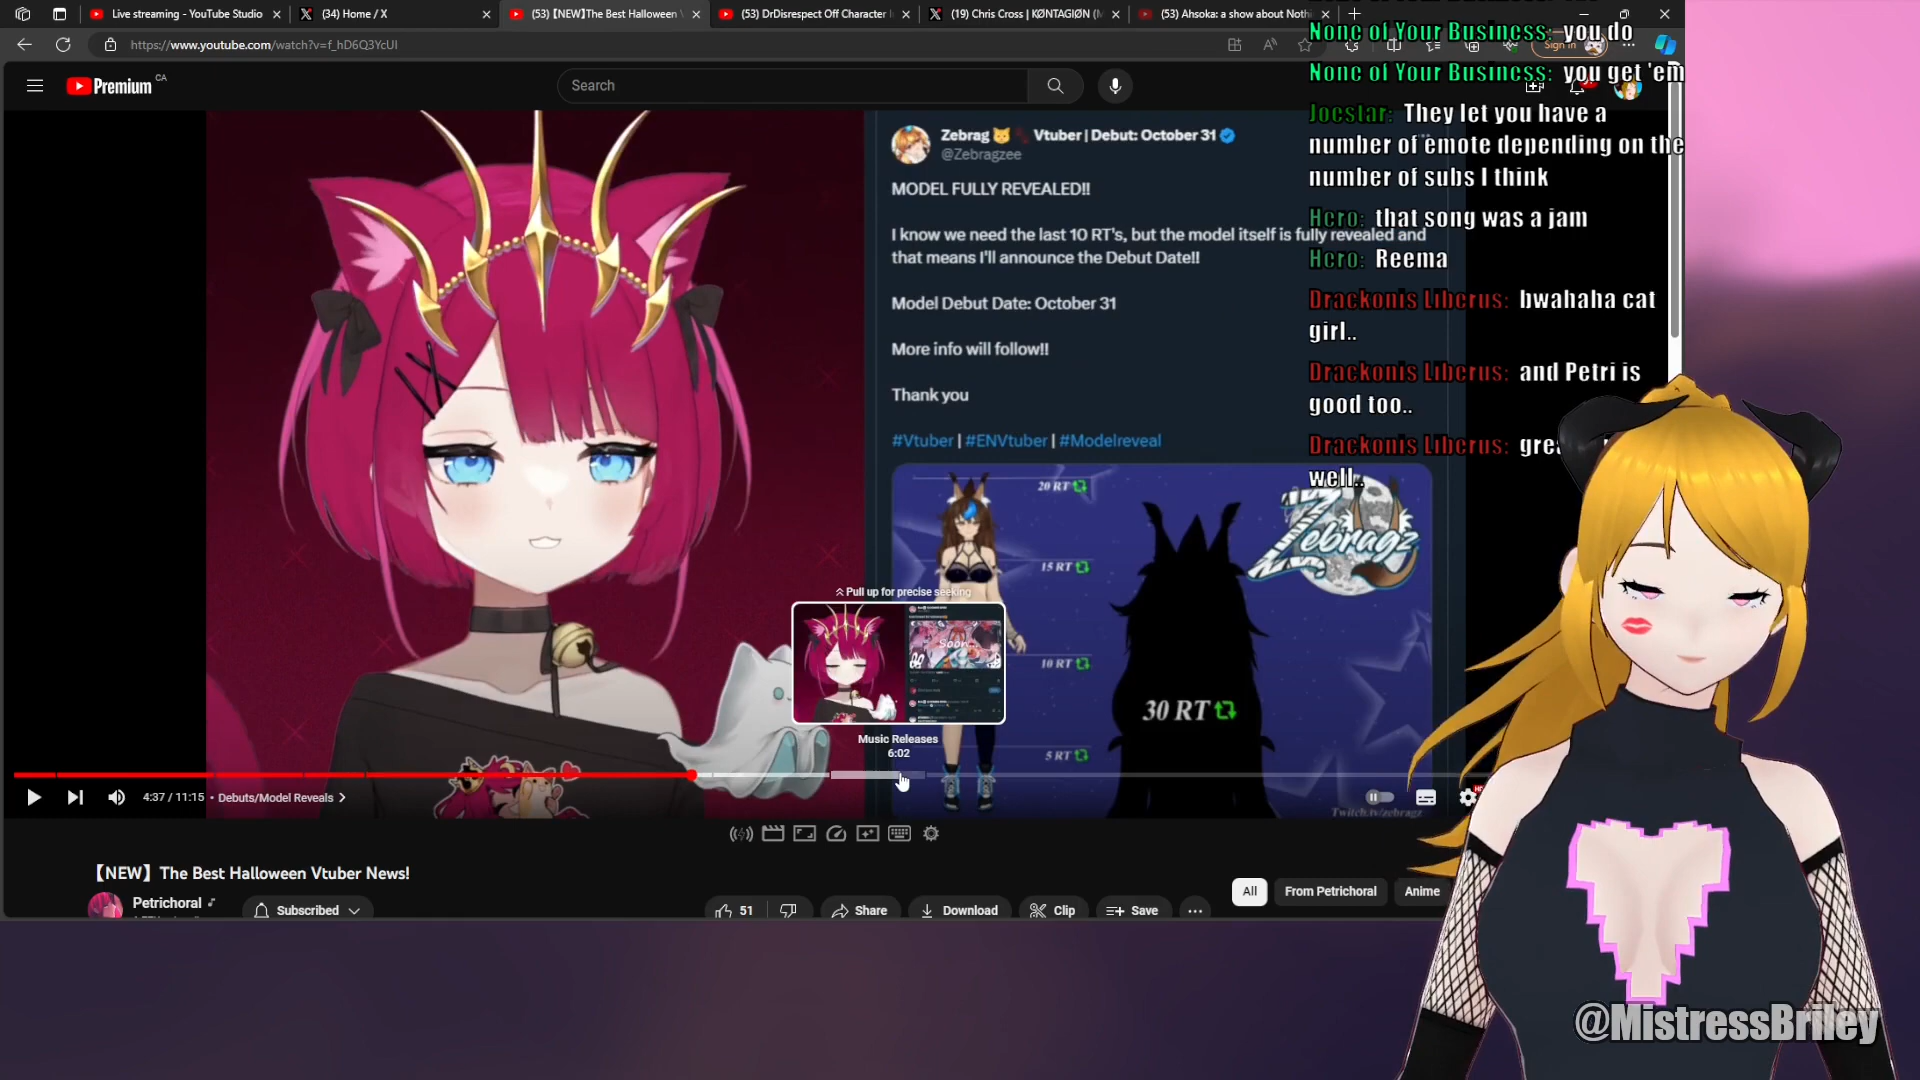 Live streaming - YouTube Studio
(34) Home / X
(53) 【NEW】The Best Halloween
(53) DrDisrespect Off Character
(19) Chris Cross | KØNTAGIØN (
(53) Ahsoka: a show about Noth
https://www.youtube.com/watch?v=f_hD6Q3YcUI
Sign in
Premium CA
Search
Zebrag Vtuber | Debut: October 31
@Zebragzee
MODEL FULLY REVEALED!!
I know we need the last 10 RT's, but the model itself is fully revealed and
that means I'll announce the Debut Date!!
Model Debut Date: October 31
More info will follow!!
Thank you
#Vtuber | #ENVtuber | #Modelreveal
20 RT
15 RT
10 RT
5 RT
30 RT
Zebragz
Twitch.tv/zebragz
Pull up for precise seeking
Soon...
Music Releases
6:02
4:37 / 11:15 • Debuts/Model Reveals
HD
【NEW】The Best Halloween Vtuber News!
Petrichoral
Subscribed
51
Share
Download
Clip
Save
All
From Petrichoral
Anime
None of Your Business: you do
None of Your Business: you get 'em
Joestar: They let you have a
number of emote depending on the
number of subs I think
Hero: that song was a jam
Hero: Reema
Drackonis Liberus: bwahaha cat
girl..
Drackonis Liberus: and Petri is
good too..
Drackonis Liberus:
well..
@MistressBriley